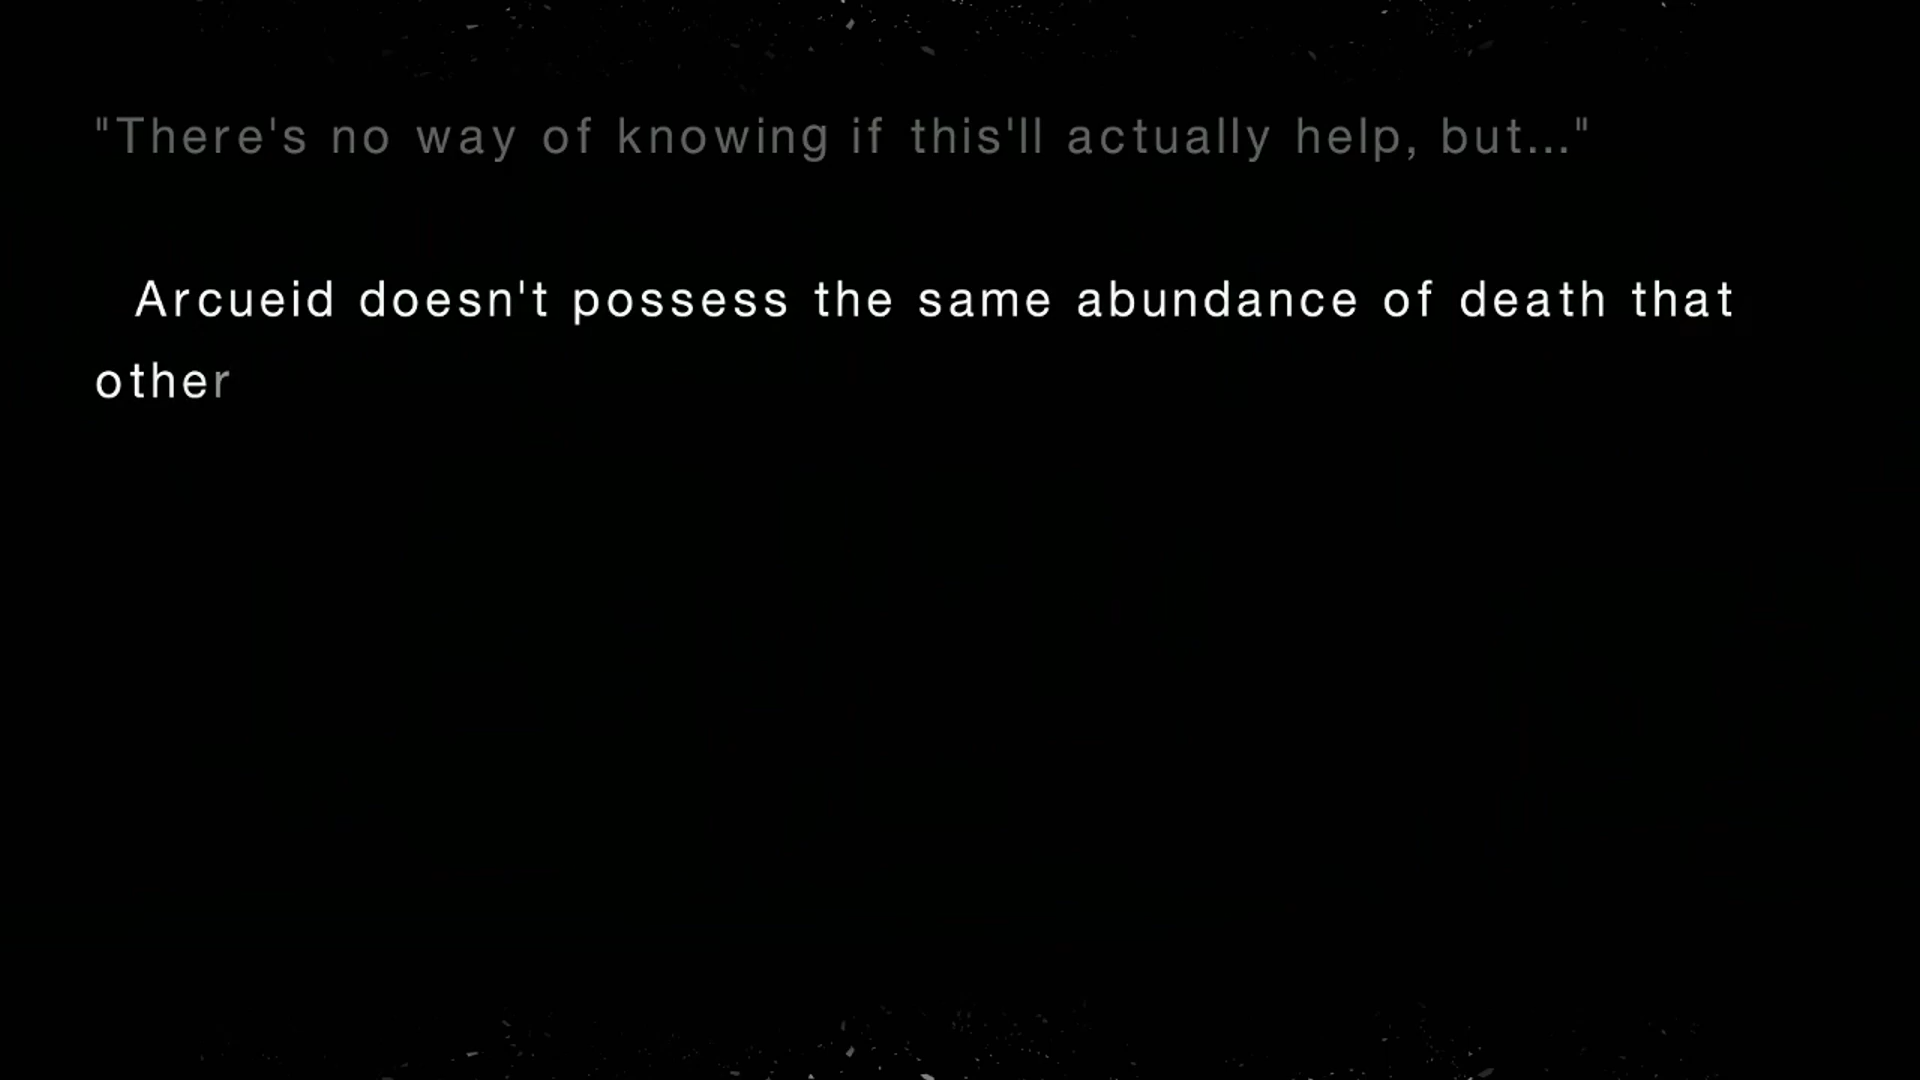 "There's no way of knowing if this'll actually help, but..."
Arcueid doesn't possess the same abundance of death that
other